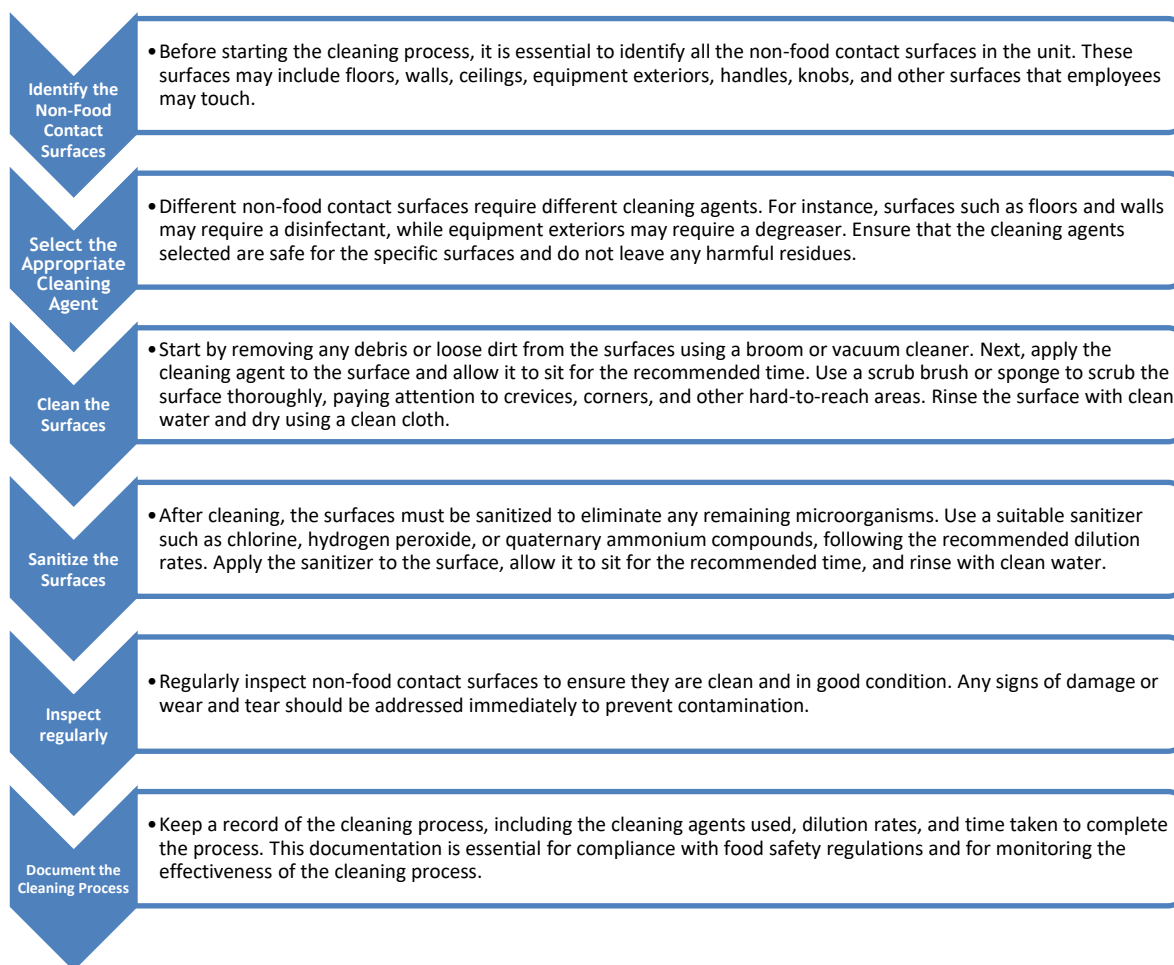 Identify the
Non-Food
Contact
Surfaces
•Before starting the cleaning process, it is essential to identify all the non-food contact surfaces in the unit. These
surfaces may include floors, walls, ceilings, equipment exteriors, handles, knobs, and other surfaces that employees
may touch.
Select the
Appropriate
Cleaning
Agent
•Different non-food contact surfaces require different cleaning agents. For instance, surfaces such as floors and walls
may require a disinfectant, while equipment exteriors may require a degreaser. Ensure that the cleaning agents
selected are safe for the specific surfaces and do not leave any harmful residues.
Clean the
Surfaces
•Start by removing any debris or loose dirt from the surfaces using a broom or vacuum cleaner. Next, apply the
cleaning agent to the surface and allow it to sit for the recommended time. Use a scrub brush or sponge to scrub the
surface thoroughly, paying attention to crevices, corners, and other hard-to-reach areas. Rinse the surface with clean
water and dry using a clean cloth.
Sanitize the
Surfaces
•After cleaning, the surfaces must be sanitized to eliminate any remaining microorganisms. Use a suitable sanitizer
such as chlorine, hydrogen peroxide, or quaternary ammonium compounds, following the recommended dilution
rates. Apply the sanitizer to the surface, allow it to sit for the recommended time, and rinse with clean water.
Inspect
regularly
•Regularly inspect non-food contact surfaces to ensure they are clean and in good condition. Any signs of damage or
wear and tear should be addressed immediately to prevent contamination.
Document the
Cleaning Process
•Keep a record of the cleaning process, including the cleaning agents used, dilution rates, and time taken to complete
the process. This documentation is essential for compliance with food safety regulations and for monitoring the
effectiveness of the cleaning process.